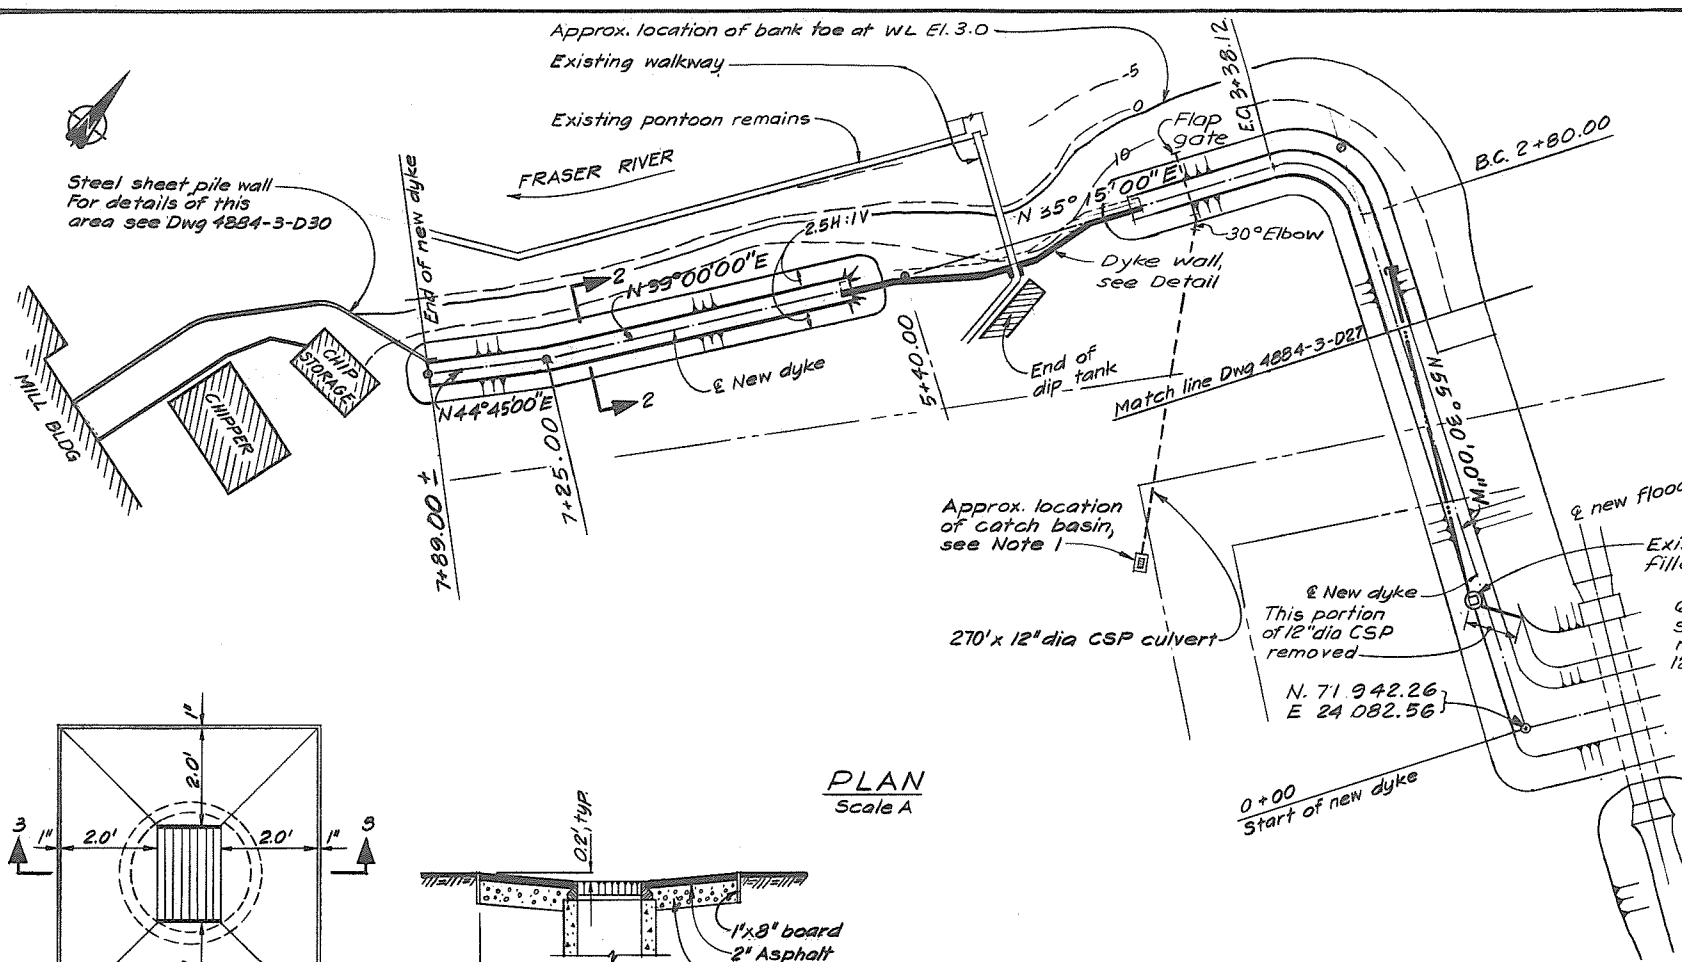 Approx. location of bank toe at WL El. 3.0
Existing walkway
Existing pontoon remains
FRASER RIVER
Steel sheet pile wall
For details of this
area see Dwg 4884-3-D30
End of new dyke
-5
0
10
Flap
gate
E.C. 3+38.12
B.C. 2+80.00
N 35° 15' 00" E
30° Elbow
2.5H:1V
2
N 39° 00' 00" E
Dyke wall,
see Detail
MILL BLDG
CHIPPER
CHIP
STORAGE
N 44° 45' 00" E
℄ New dyke
2
5+40.00
End of
dip tank
Match line Dwg 4884-3-D27
N 55° 30' 00" W
7+89.00 ±
7+25.00
Approx. location
of catch basin,
see Note 1
270' x 12" dia CSP culvert
℄ new
℄ New dyke
This portion
of 12" dia CSP
removed
N. 71 942.26
E 24 082.56
0+00
Start of new dyke
PLAN
Scale A
1"
2.0'
3
1"
2.0'
2.0'
1"
3
0.2', typ.
1"x8" board
2" Asphalt